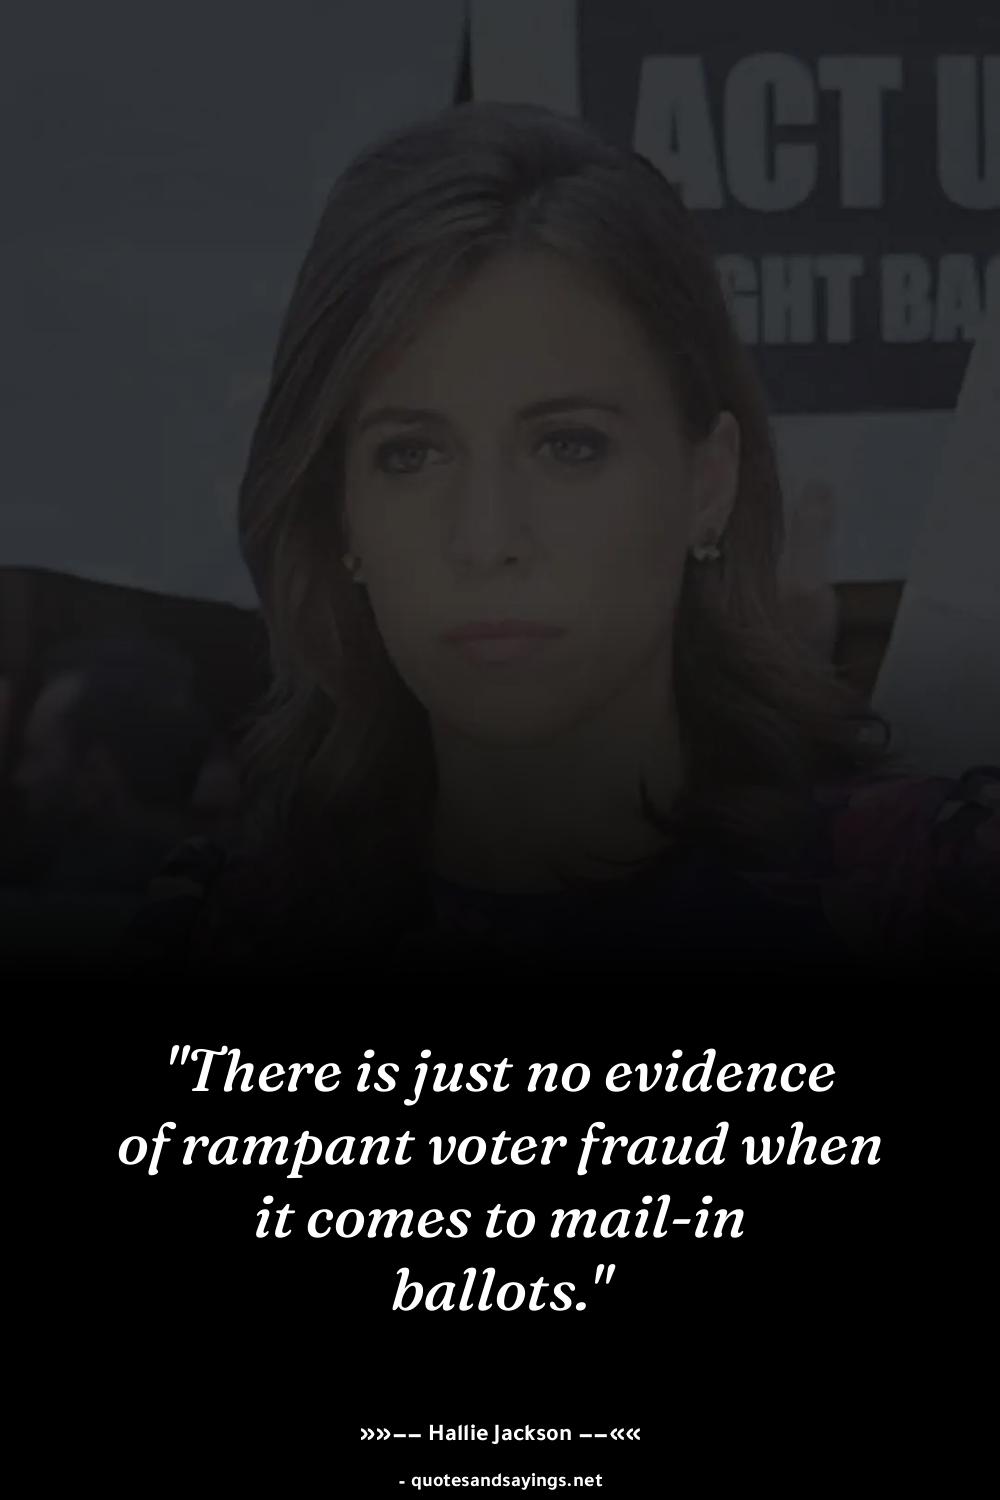 ACT U
GHT BAC
"There is just no evidence
of rampant voter fraud when
it comes to mail-in
ballots."
»»–– Hallie Jackson ––««
- quotesandsayings.net